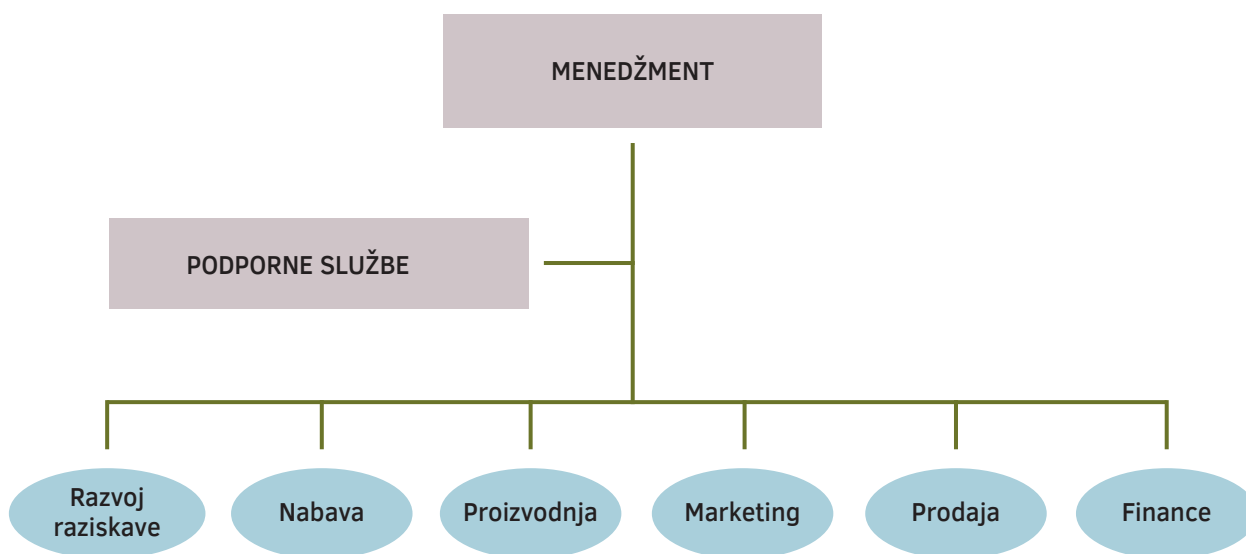 MENEDŽMENT
PODPORNE SLUŽBE
Razvoj
raziskave
Nabava
Proizvodnja
Marketing
Prodaja
Finance